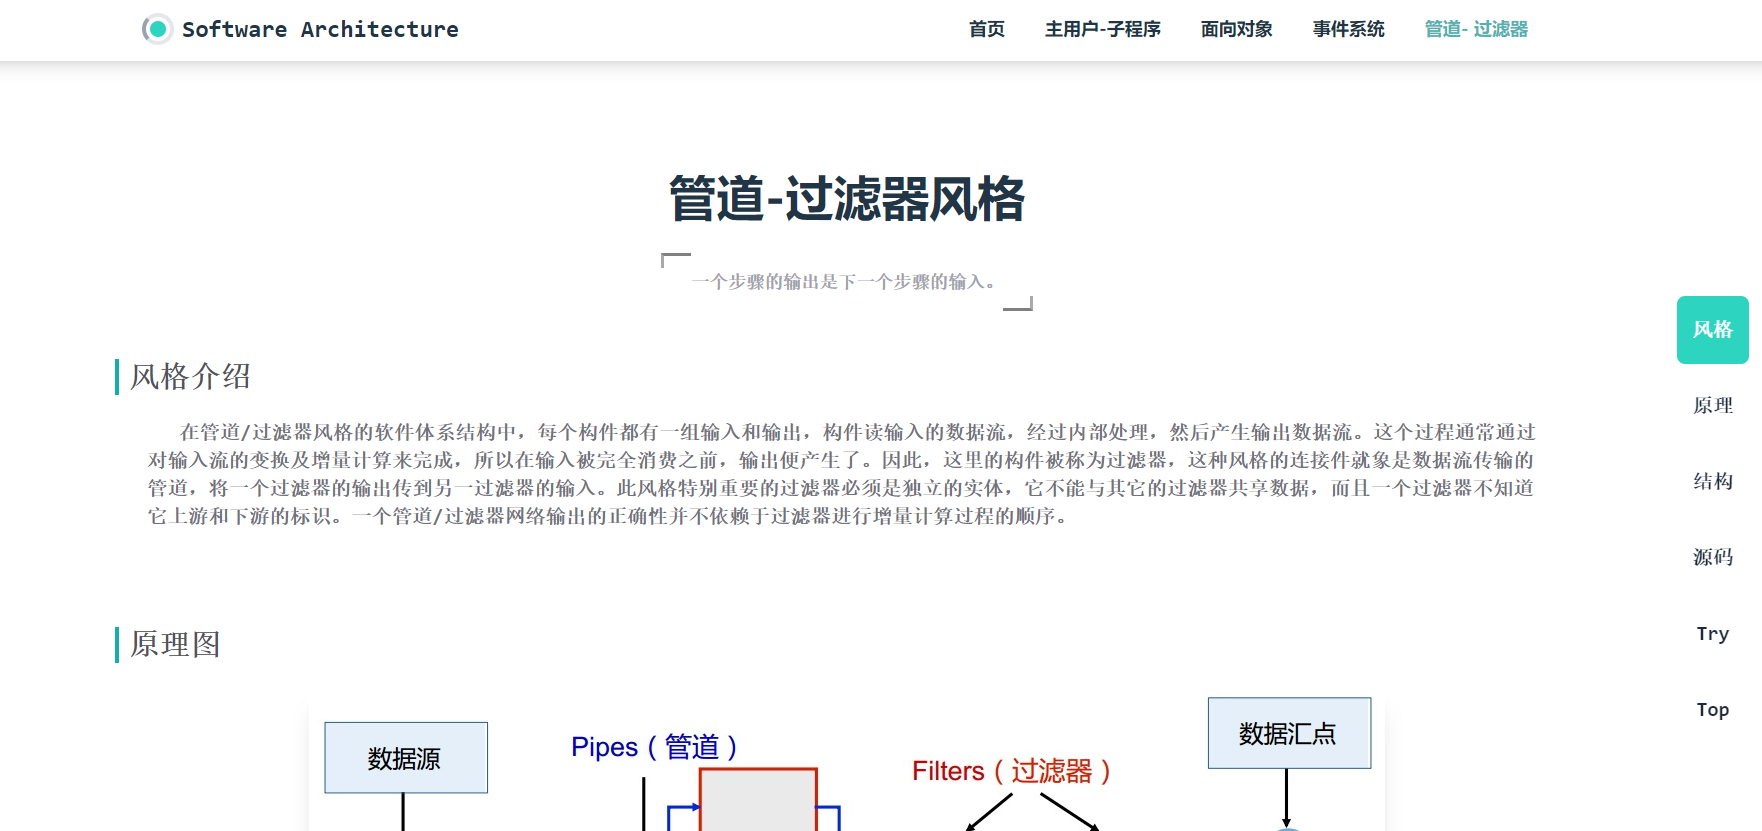 Software Architecture
首页 主用户-子程序 面向对象 事件系统 管道- 过滤器
管道-过滤器风格
一个步骤的输出是下一个步骤的输入。
风格介绍
在管道/过滤器风格的软件体系结构中，每个构件都有一组输入和输出，构件读输入的数据流，经过内部处理，然后产生输出数据流。这个过程通常通过
对输入流的变换及增量计算来完成，所以在输入被完全消费之前，输出便产生了。因此，这里的构件被称为过滤器，这种风格的连接件就象是数据流传输的
管道，将一个过滤器的输出传到另一过滤器的输入。此风格特别重要的过滤器必须是独立的实体，它不能与其它的过滤器共享数据，而且一个过滤器不知道
它上游和下游的标识。一个管道/过滤器网络输出的正确性并不依赖于过滤器进行增量计算过程的顺序。
原理图
数据源
Pipes（管道）
Filters（过滤器）
数据汇点
风格
原理
结构
源码
Try
Top